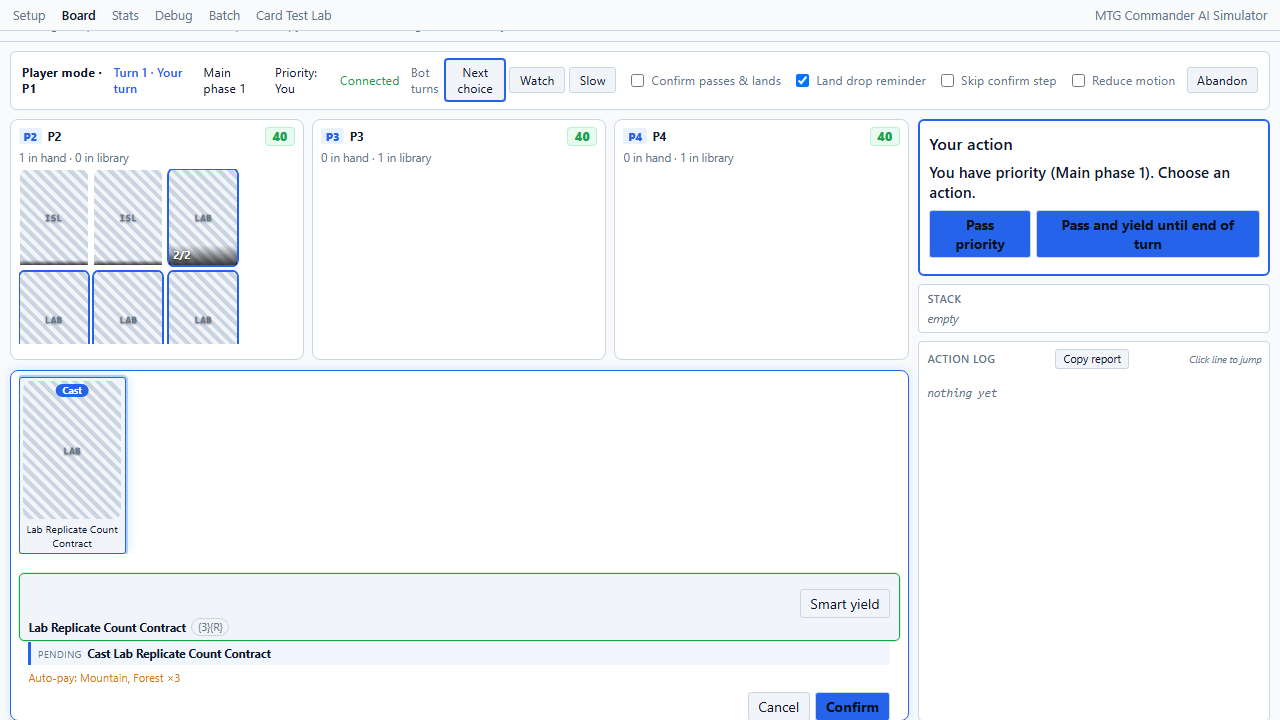 Setup Board Stats Debug Batch Card Test Lab MTG Commander AI Simulator
Player mode · P1
Turn 1 · Your turn
Main phase 1
Priority: You
Connected
Bot turns
Next choice
Watch
Slow
Confirm passes & lands
Land drop reminder
Skip confirm step
Reduce motion
Abandon
P2 P2 40
1 in hand · 0 in library
ISL ISL LAB
2/2
LAB LAB LAB
P3 P3 40
0 in hand · 1 in library
P4 P4 40
0 in hand · 1 in library
Your action
You have priority (Main phase 1). Choose an
action.
Pass priority
Pass and yield until end of turn
STACK
empty
ACTION LOG Copy report Click line to jump
nothing yet
Cast
LAB
Lab Replicate Count
Contract
Smart yield
Lab Replicate Count Contract {3}{R}
PENDING Cast Lab Replicate Count Contract
Auto-pay: Mountain, Forest ×3
Cancel Confirm